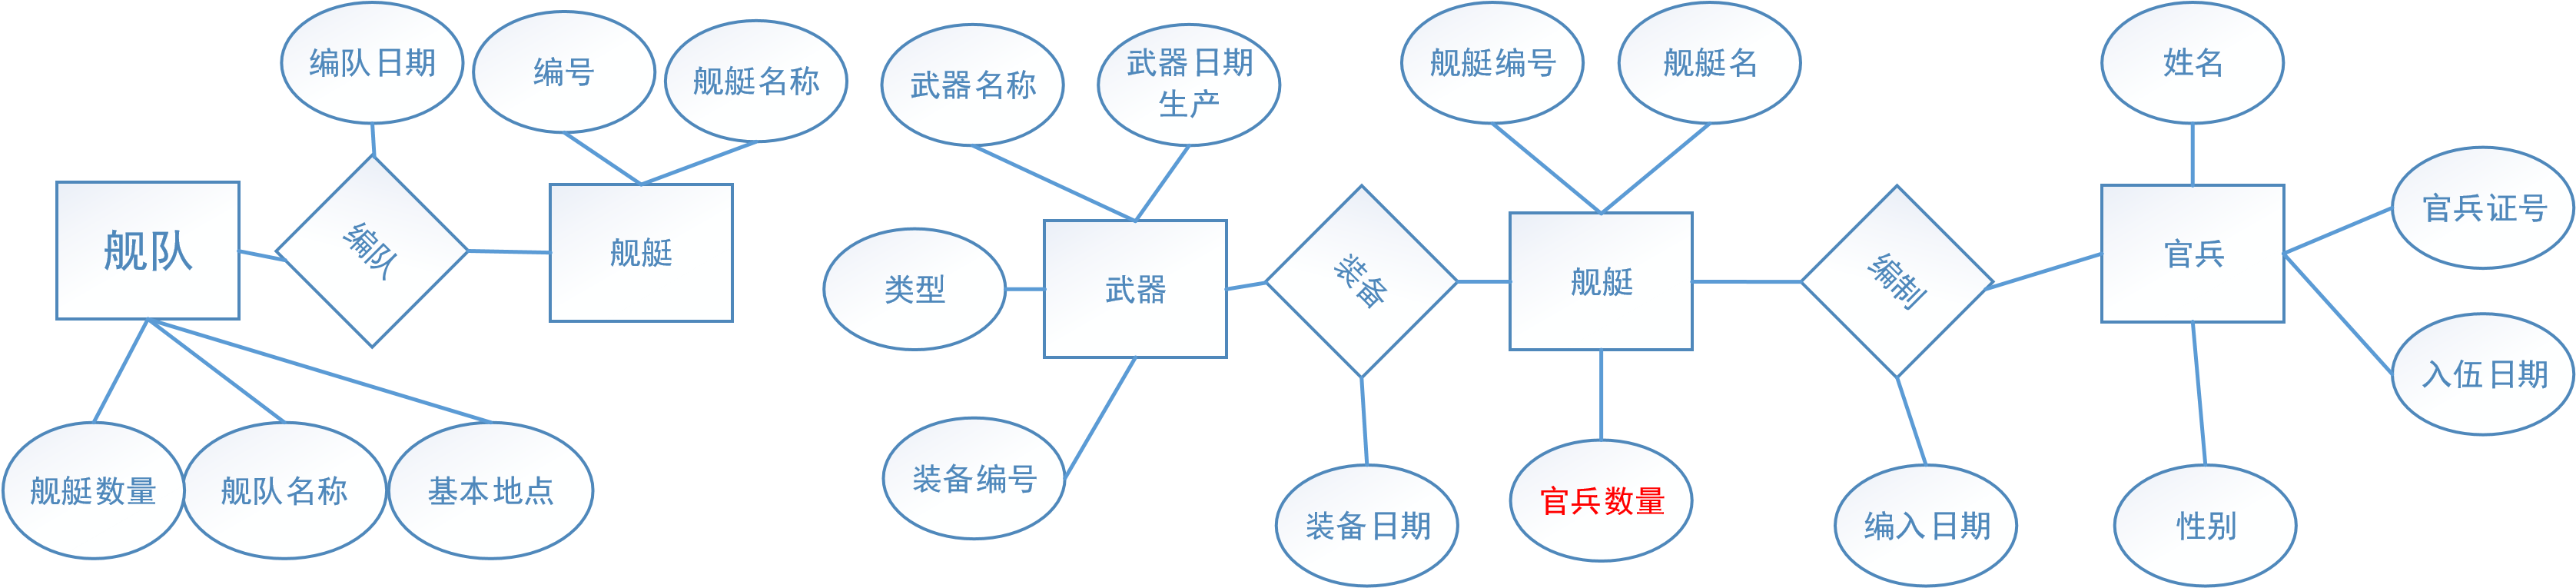 编队日期
编号
舰艇名称
舰队
编队
舰艇
舰艇数量
舰队名称
基本地点
武器名称
武器日期
生产
类型
武器
装备编号
装备
装备日期
舰艇编号
舰艇名
舰艇
官兵数量
编制
编入日期
姓名
官兵
官兵证号
入伍日期
性别